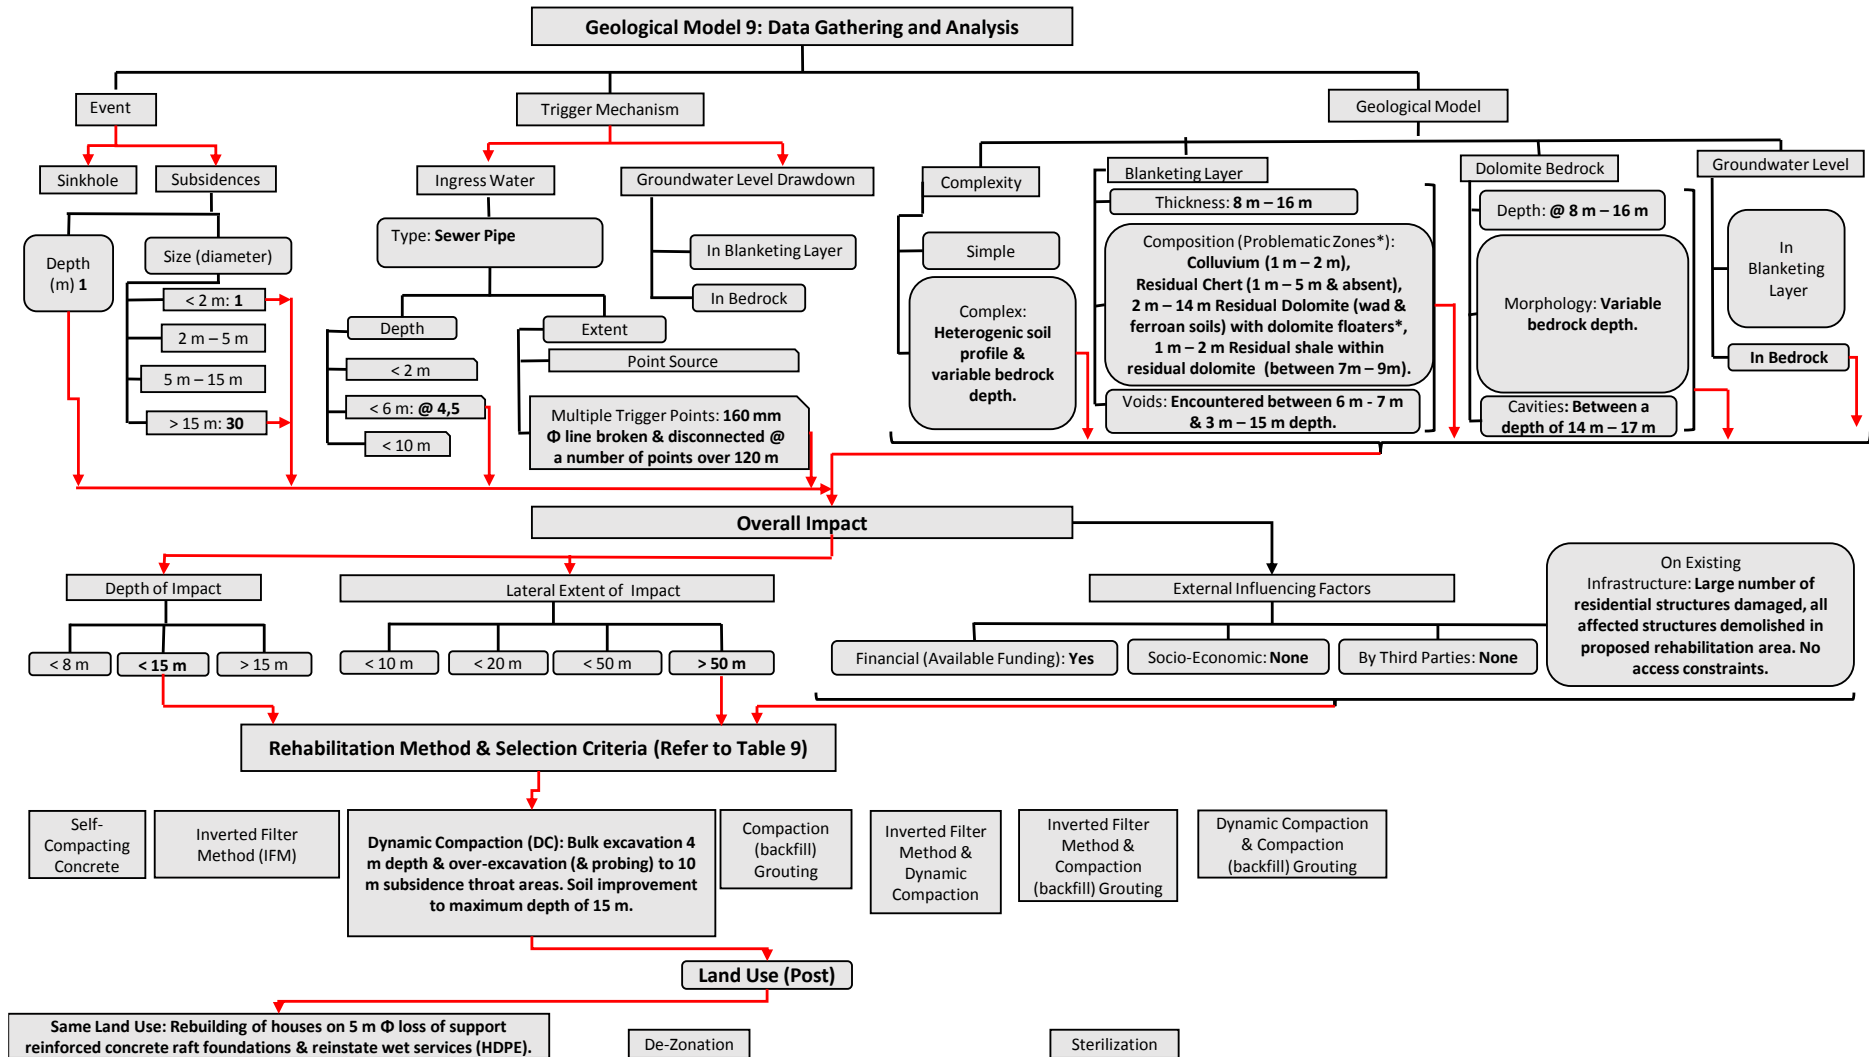 Geological Model 9: Data Gathering and Analysis
Event
Trigger Mechanism
Geological Model
Sinkhole
Subsidences
Ingress Water
Groundwater Level Drawdown
Complexity
Blanketing Layer
Dolomite Bedrock
Groundwater Level
Depth
(m) 1
Size (diameter)
< 2 m: 1
2 m – 5 m
5 m – 15 m
> 15 m: 30
Type: Sewer Pipe
Depth
< 2 m
< 6 m: @ 4,5
< 10 m
Extent
Point Source
Multiple Trigger Points: 160 mm
Φ line broken & disconnected @
a number of points over 120 m
In Blanketing Layer
In Bedrock
Simple
Complex:
Heterogenic soil
profile &
variable bedrock
depth.
Thickness: 8 m – 16 m
Composition (Problematic Zones*):
Colluvium (1 m – 2 m),
Residual Chert (1 m – 5 m & absent),
2 m – 14 m Residual Dolomite (wad &
ferroan soils) with dolomite floaters*,
1 m – 2 m Residual shale within
residual dolomite (between 7m – 9m).
Voids: Encountered between 6 m - 7 m
& 3 m – 15 m depth.
Depth: @ 8 m – 16 m
Morphology: Variable
bedrock depth.
Cavities: Between a
depth of 14 m – 17 m
In
Blanketing
Layer
In Bedrock
Overall Impact
Depth of Impact
< 8 m
< 15 m
> 15 m
Lateral Extent of Impact
< 10 m
< 20 m
< 50 m
> 50 m
External Influencing Factors
Financial (Available Funding): Yes
Socio-Economic: None
By Third Parties: None
On Existing
Infrastructure: Large number of
residential structures damaged, all
affected structures demolished in
proposed rehabilitation area. No
access constraints.
Rehabilitation Method & Selection Criteria (Refer to Table 9)
Self-
Compacting
Concrete
Inverted Filter
Method (IFM)
Dynamic Compaction (DC): Bulk excavation 4
m depth & over-excavation (& probing) to 10
m subsidence throat areas. Soil improvement
to maximum depth of 15 m.
Compaction
(backfill)
Grouting
Inverted Filter
Method &
Dynamic
Compaction
Inverted Filter
Method &
Compaction
(backfill) Grouting
Dynamic Compaction
& Compaction
(backfill) Grouting
Land Use (Post)
Same Land Use: Rebuilding of houses on 5 m Φ loss of support
reinforced concrete raft foundations & reinstate wet services (HDPE).
De-Zonation
Sterilization